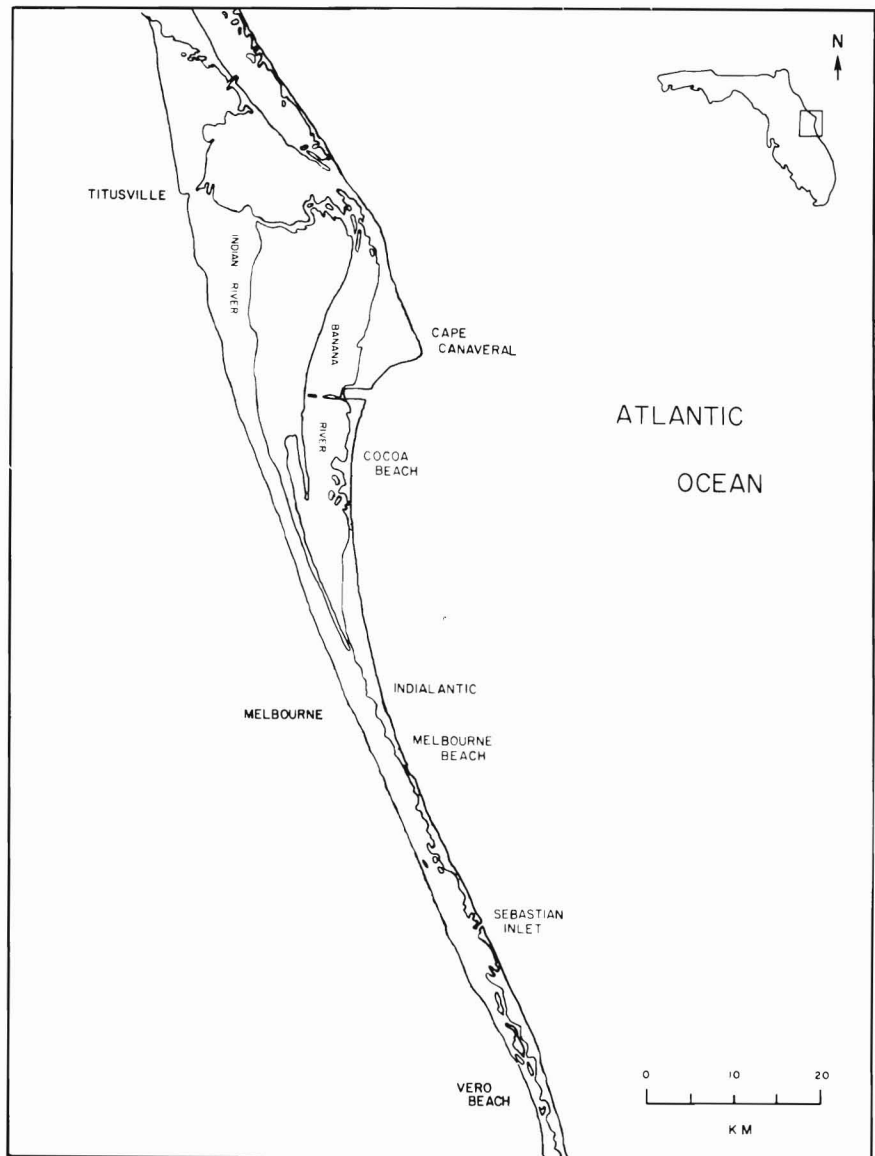 N
TITUSVILLE
INDIAN RIVER
BANANA
RIVER
CAPE
CANAVERAL
ATLANTIC
OCEAN
COCOA
BEACH
INDIALANTIC
MELBOURNE
MELBOURNE
BEACH
SEBASTIAN
INLET
VERO
BEACH
0 10 20
KM